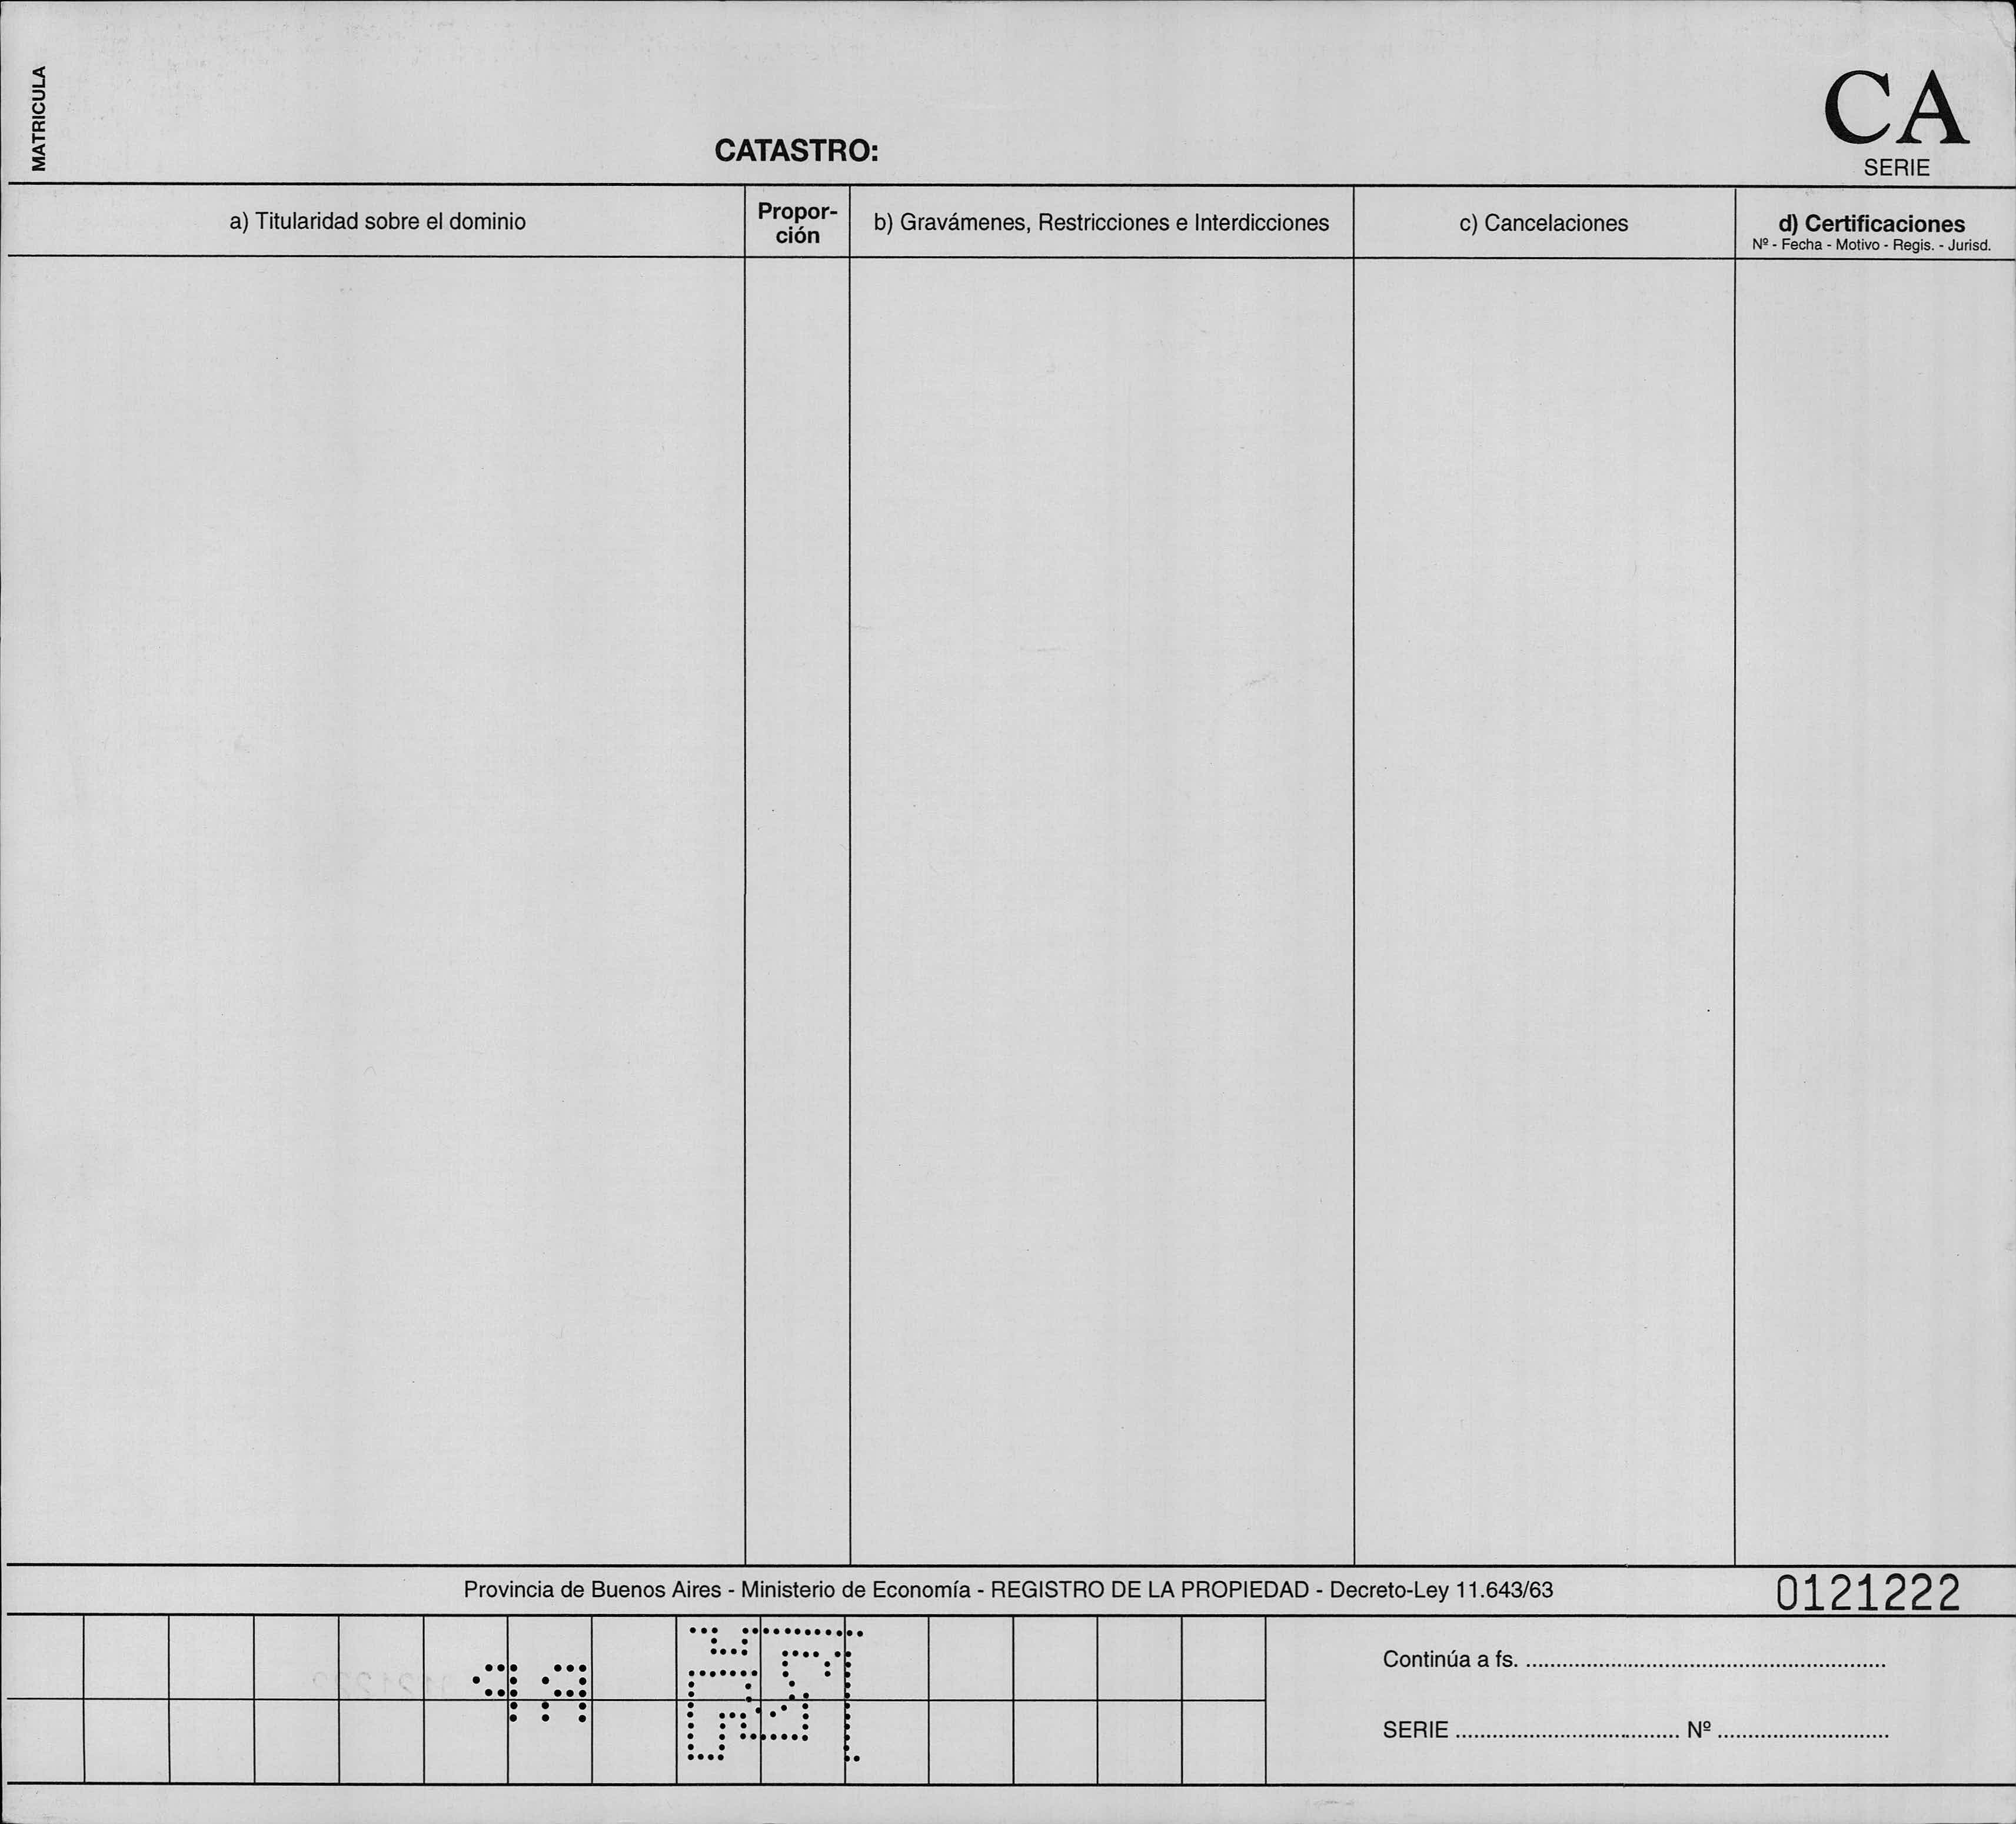 MATRICULA
CATASTRO:
CA
SERIE
a) Titularidad sobre el dominio
Propor-
ción
b) Gravámenes, Restricciones e Interdicciones
c) Cancelaciones
d) Certificaciones
Nº - Fecha - Motivo - Regis. - Jurisd.
Provincia de Buenos Aires - Ministerio de Economía - REGISTRO DE LA PROPIEDAD - Decreto-Ley 11.643/63
0121222
Continúa a fs. ............................................................
SERIE ..................................... Nº .............................